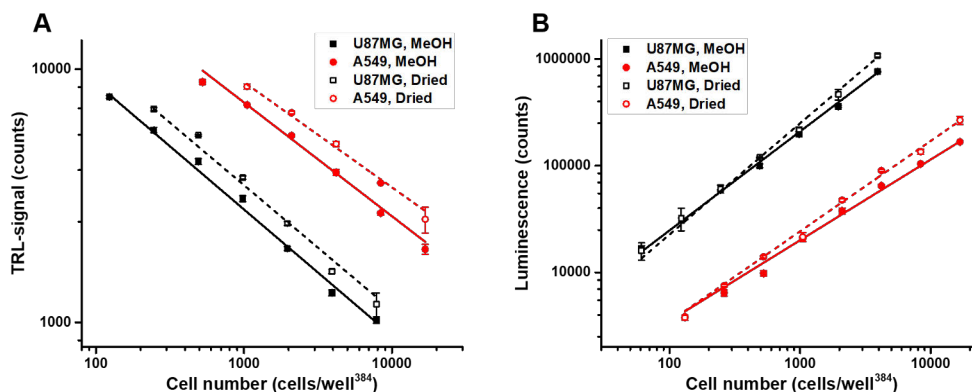 A
TRL-signal (counts)
10000
1000
U87MG, MeOH
A549, MeOH
U87MG, Dried
A549, Dried
100
1000
10000
Cell number (cells/well384)
B
Luminescence (counts)
1000000
100000
10000
U87MG, MeOH
A549, MeOH
U87MG, Dried
A549, Dried
100
1000
10000
Cell number (cells/well384)